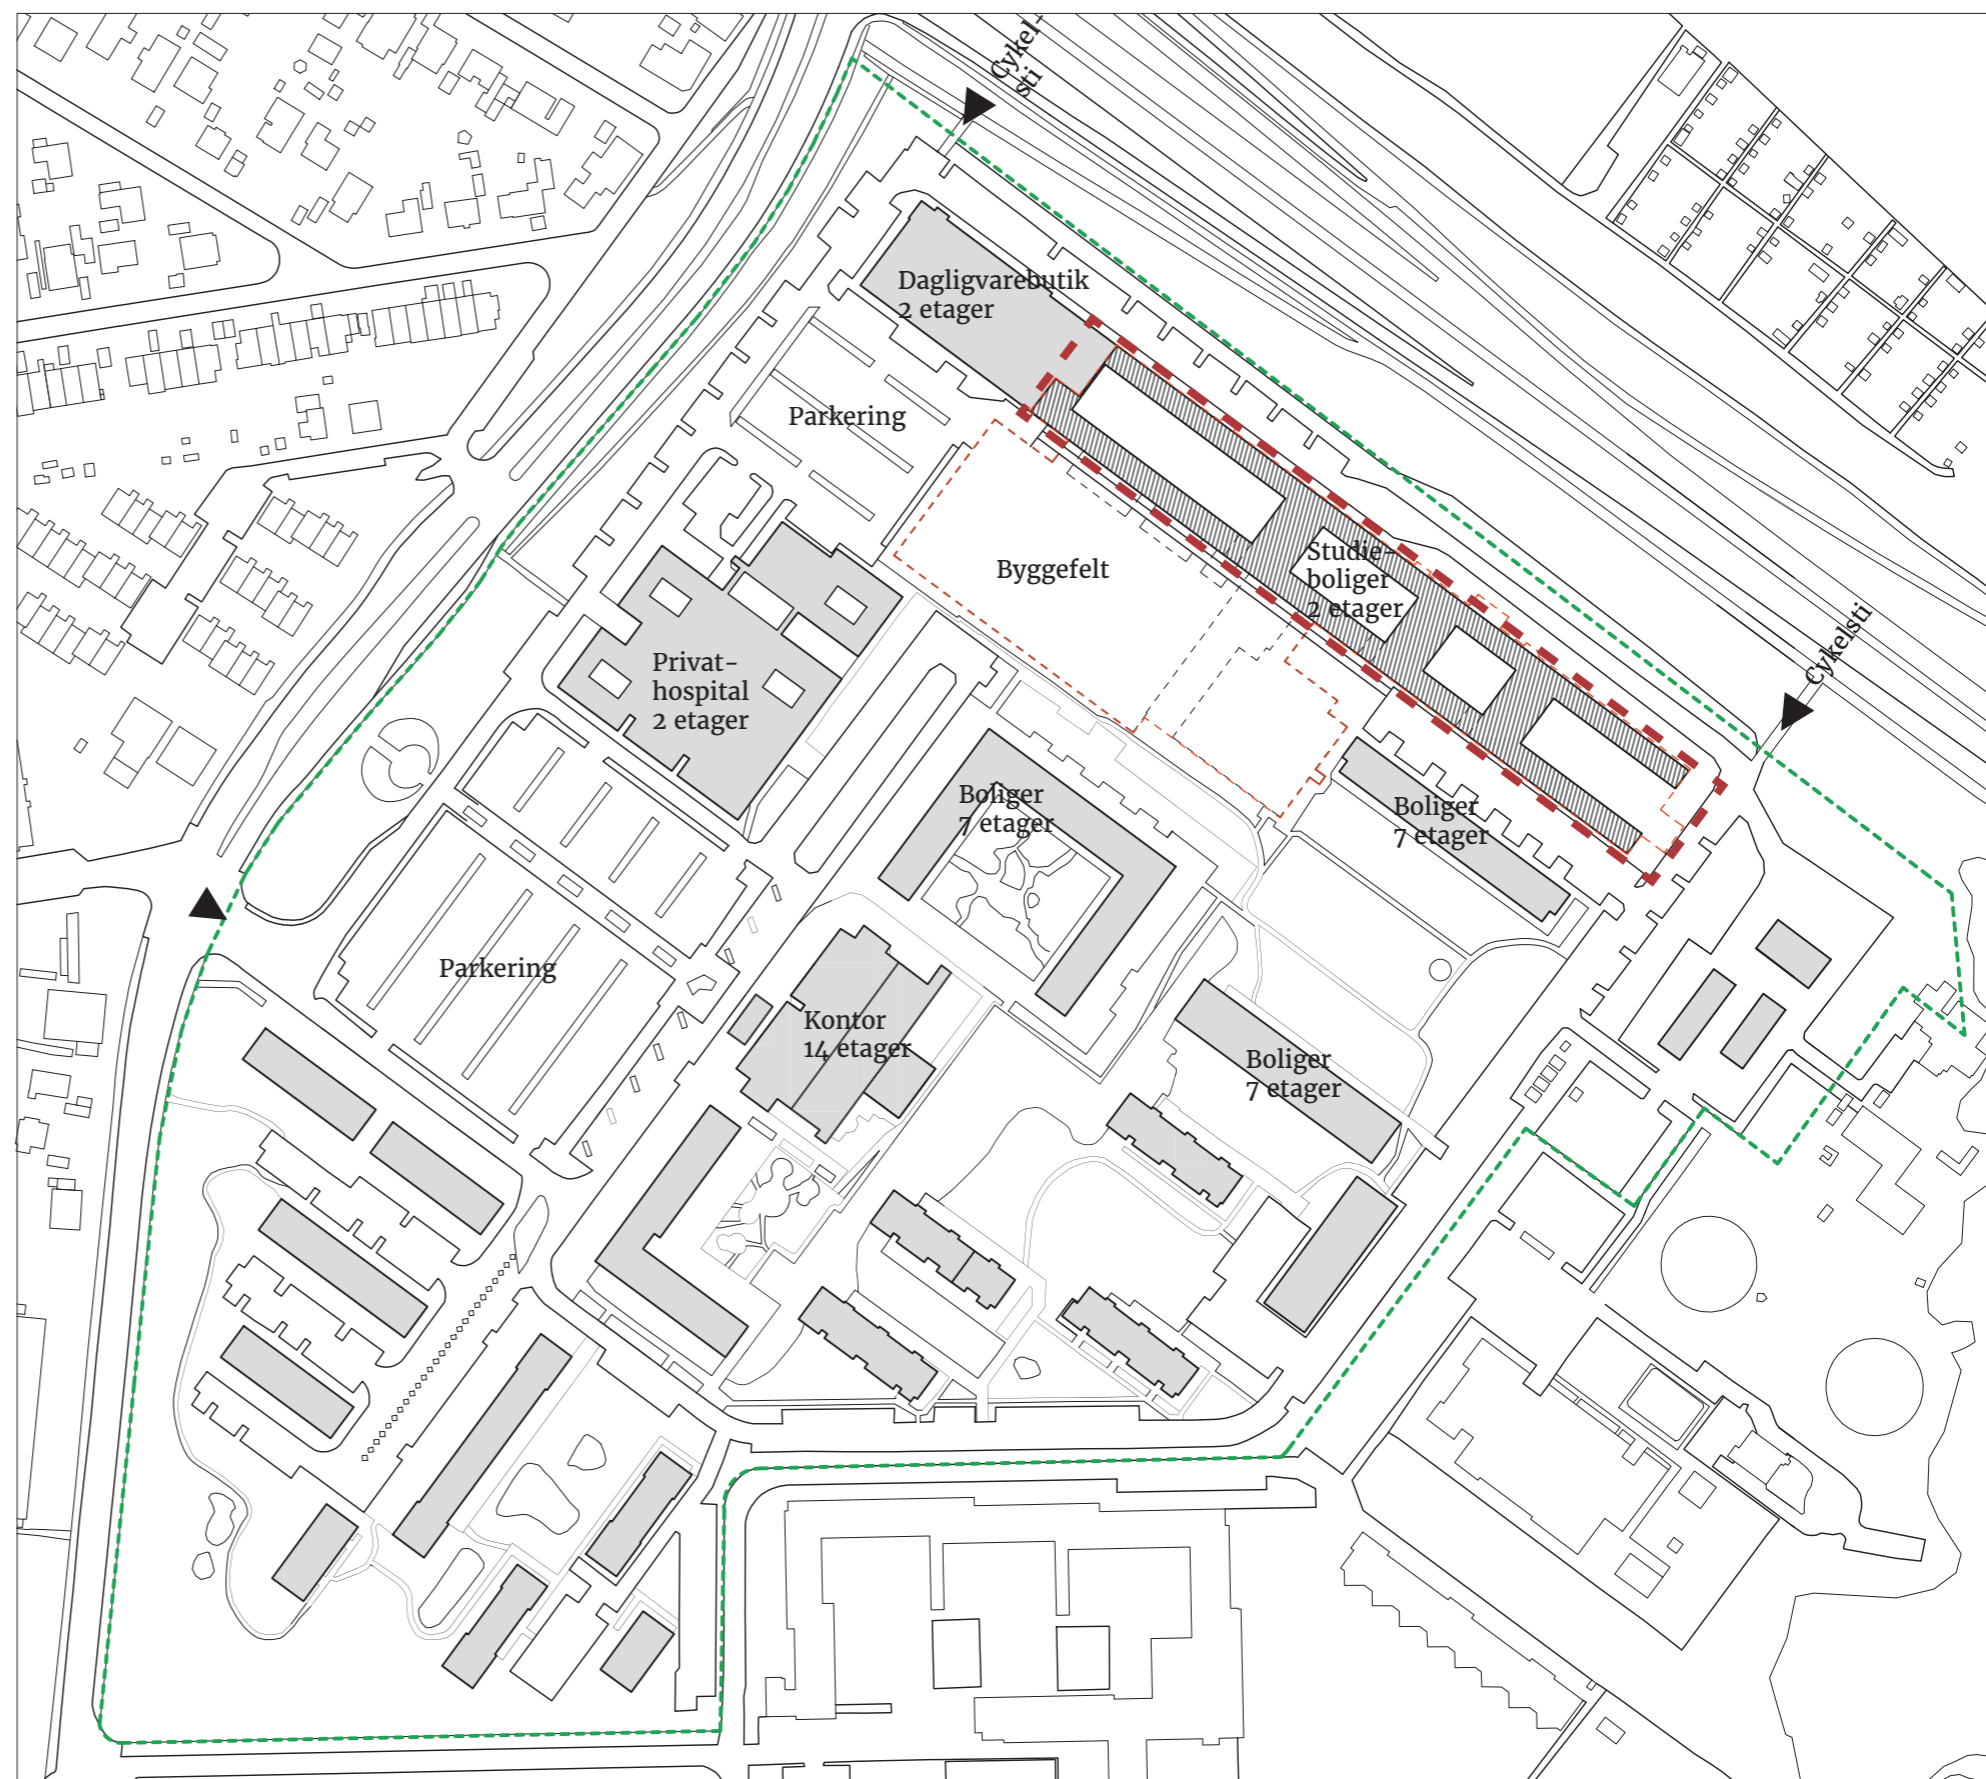 Cykel-
sti
Dagligvarebutik
2 etager
Parkering
Byggefelt
Studie-
boliger
2 etager
Cykelsti
Privat-
hospital
2 etager
Boliger
7 etager
Boliger
7 etager
Parkering
Kontor
14 etager
Boliger
7 etager